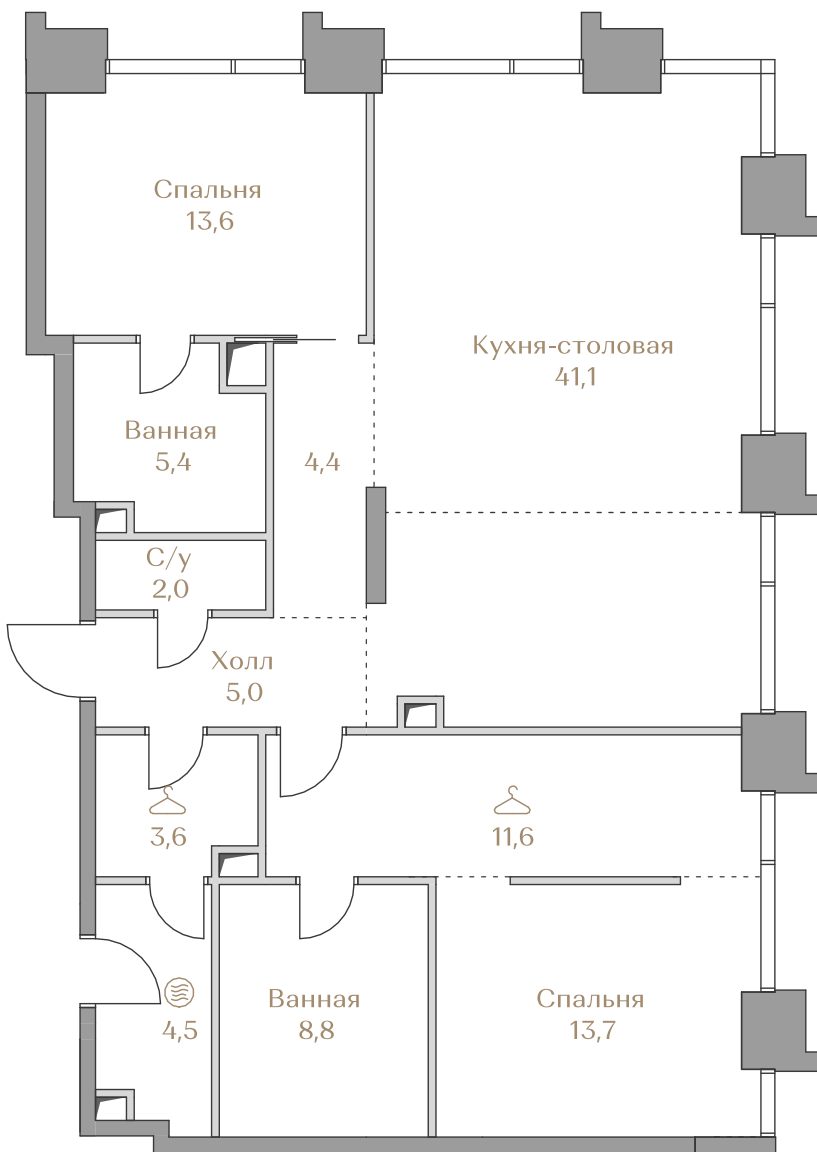 Спальня
13,6
Кухня-столовая
41,1
Ванная
5,4
4,4
С/у
2,0
Холл
5,0
3,6
11,6
4,5
Ванная
8,8
Спальня
13,7